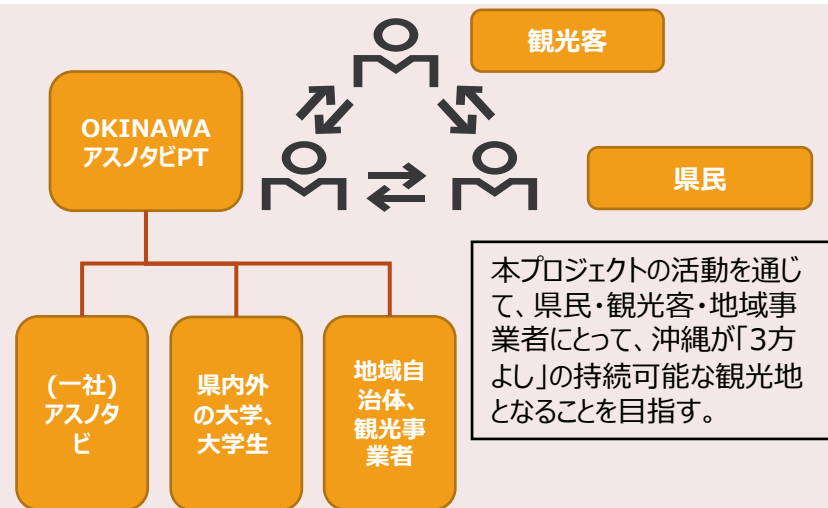 観光客
OKINAWA
アスノタビPT
県民
本プロジェクトの活動を通じ
て、県民・観光客・地域事
業者にとって、沖縄が「3方
よし」の持続可能な観光地
となることを目指す。
(一社)
アスノタ
ビ
県内外
の大学、
大学生
地域自
治体、
観光事
業者